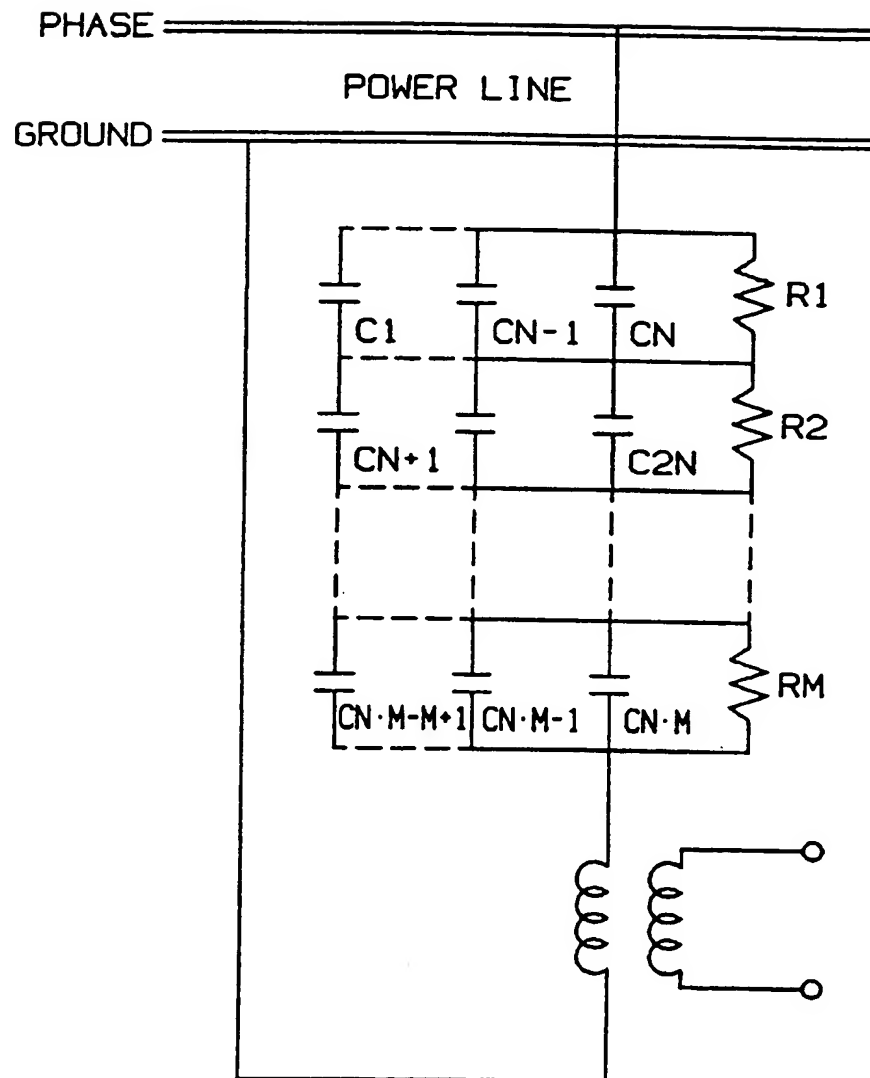 PHASE
POWER LINE
GROUND
R1
C1 CN-1 CN
R2
CN+1 C2N
RM
CN·M-M+1 CN·M-1 CN·M